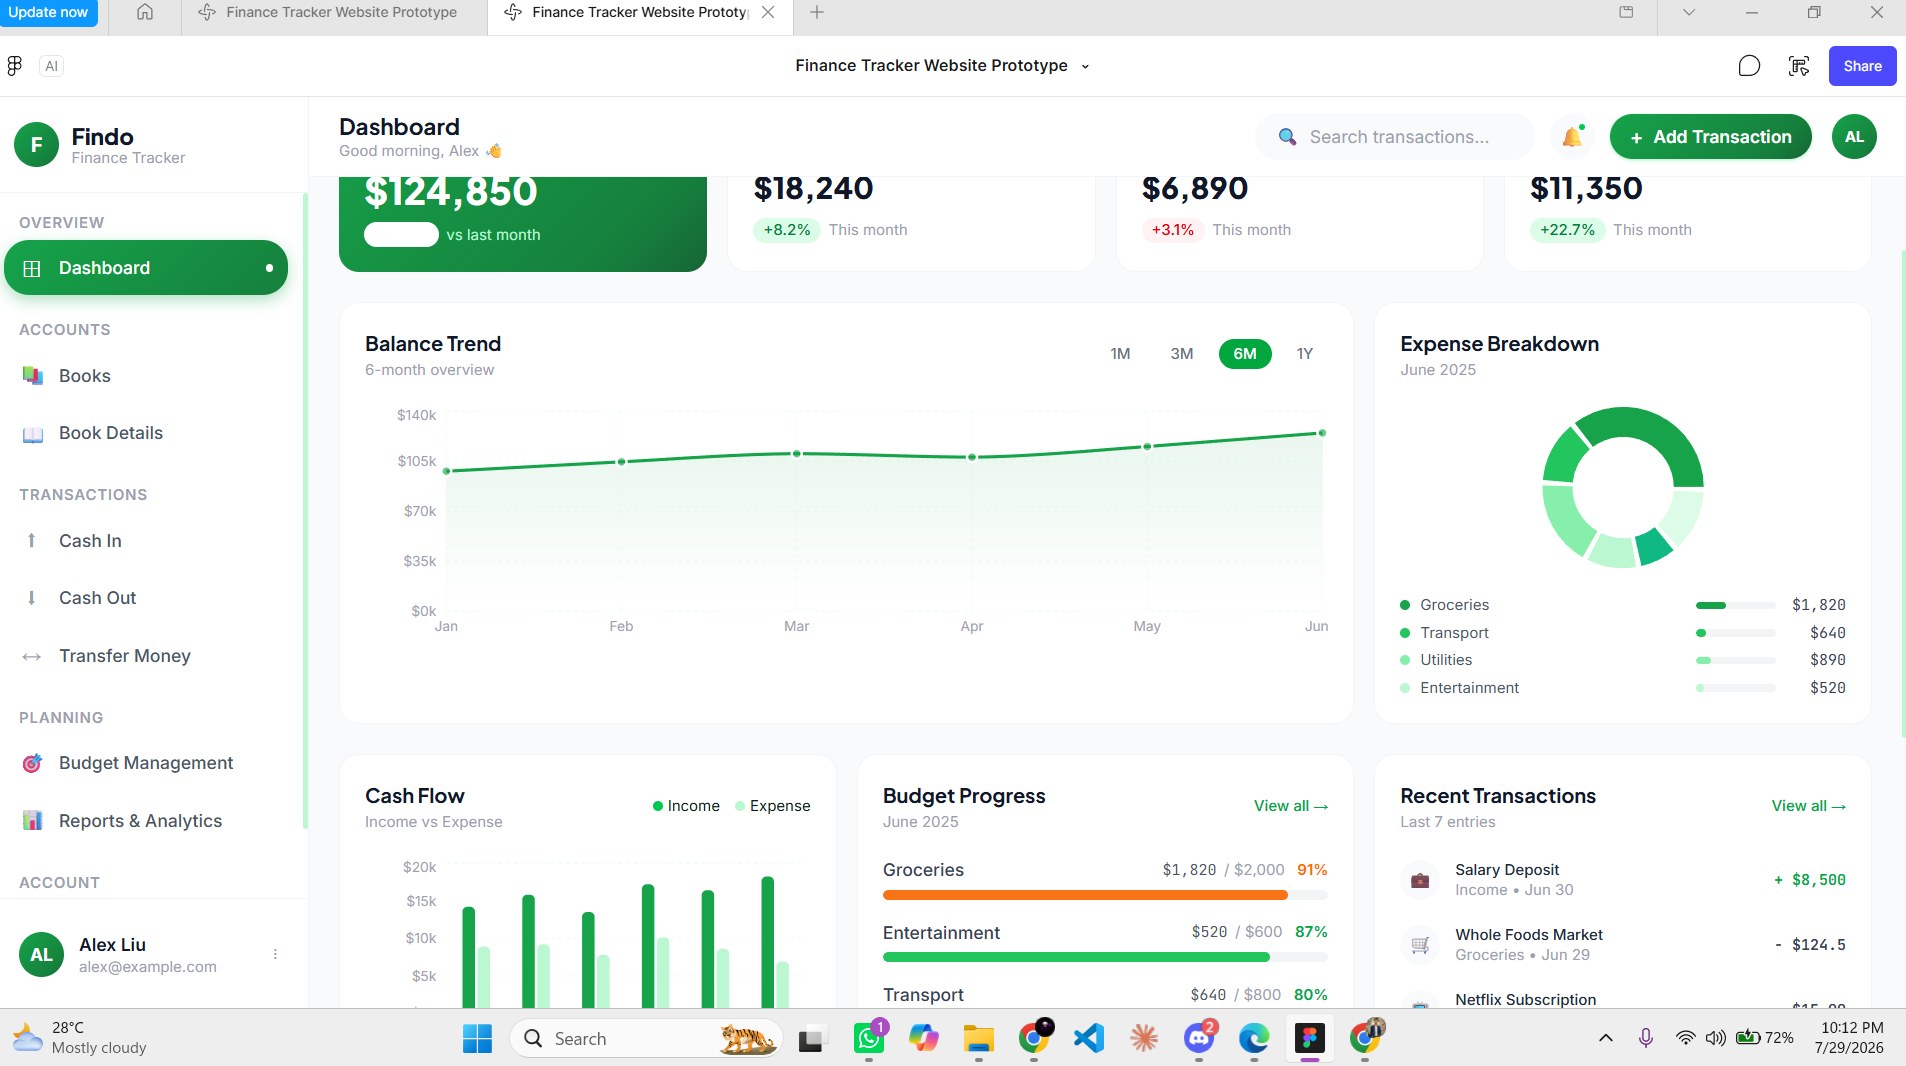 Update now
Finance Tracker Website Prototype
Finance Tracker Website Prototy
AI
Finance Tracker Website Prototype
Share
F
Findo
Finance Tracker
Dashboard
Good morning, Alex 👋
Search transactions...
+ Add Transaction
AL
OVERVIEW
Dashboard
ACCOUNTS
Books
Book Details
TRANSACTIONS
Cash In
Cash Out
Transfer Money
PLANNING
Budget Management
Reports & Analytics
ACCOUNT
AL
Alex Liu
alex@example.com
$124,850
vs last month
$18,240
+8.2% This month
$6,890
+3.1% This month
$11,350
+22.7% This month
Balance Trend
6-month overview
1M 3M 6M 1Y
$140k
$105k
$70k
$35k
$0k
Jan Feb Mar Apr May Jun
Expense Breakdown
June 2025
Groceries $1,820
Transport $640
Utilities $890
Entertainment $520
Cash Flow
Income vs Expense
Income Expense
$20k
$15k
$10k
$5k
Budget Progress
June 2025
View all →
Groceries $1,820 / $2,000 91%
Entertainment $520 / $600 87%
Transport $640 / $800 80%
Recent Transactions
Last 7 entries
View all →
Salary Deposit
Income • Jun 30
+ $8,500
Whole Foods Market
Groceries • Jun 29
- $124.5
Netflix Subscription
28°C
Mostly cloudy
Search
1
2
72%
10:12 PM
7/29/2026